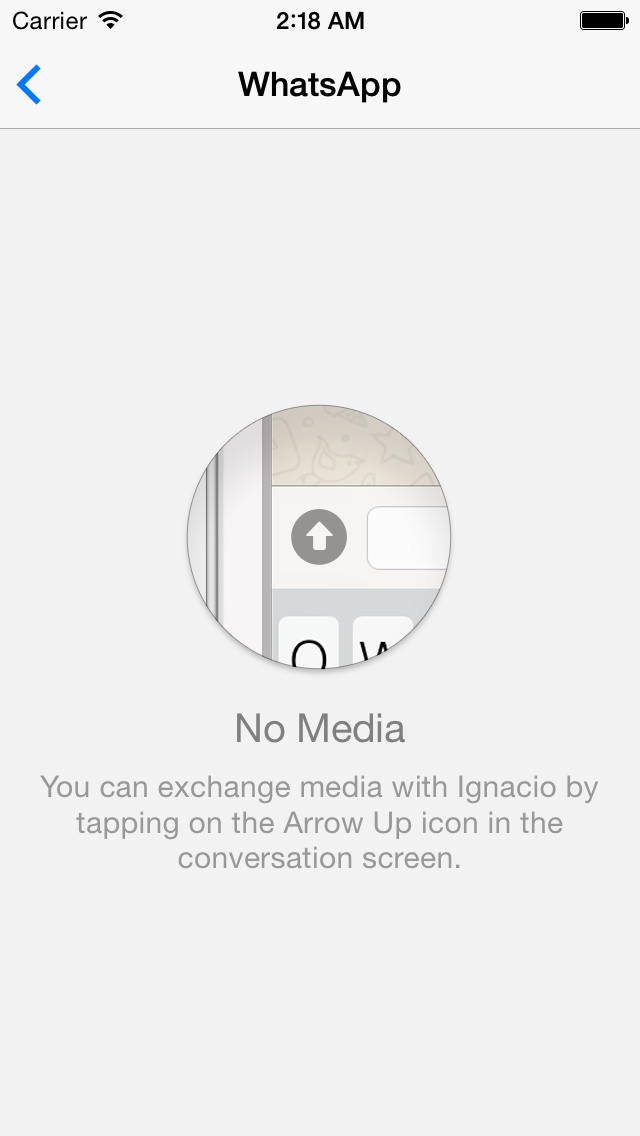 Carrier 2:18 AM
WhatsApp
Q W
No Media
You can exchange media with Ignacio by
tapping on the Arrow Up icon in the
conversation screen.